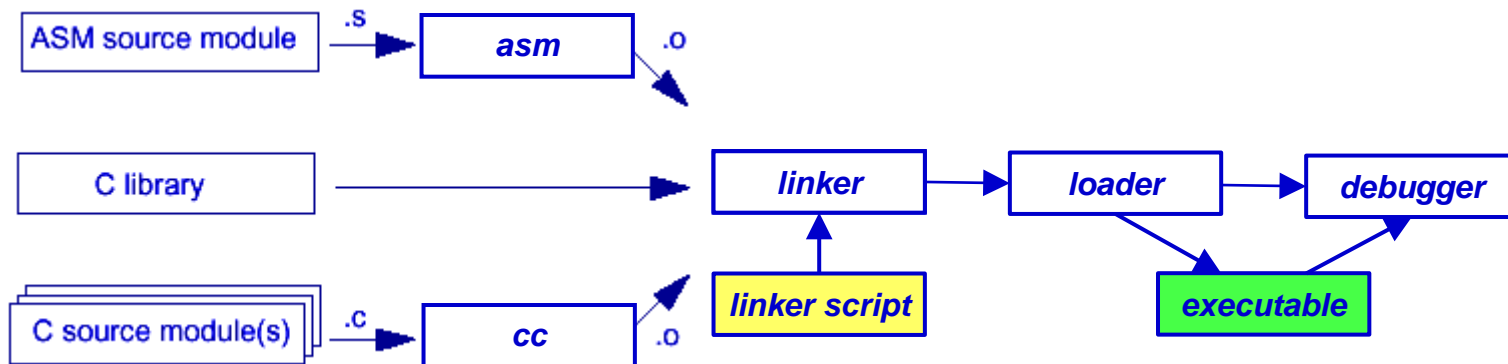 ASM source module
.s
asm
.o
C library
linker
loader
debugger
linker script
executable
C source module(s)
.c
cc
.o